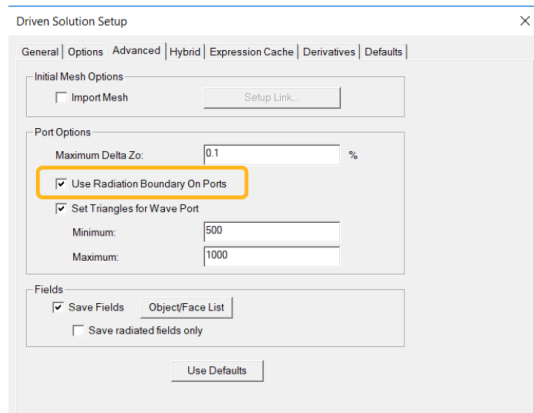 Driven Solution Setup
General Options Advanced Hybrid Expression Cache Derivatives Defaults
Initial Mesh Options
Import Mesh Setup Link...
Port Options
Maximum Delta Zo: 0.1 %
Use Radiation Boundary On Ports
Set Triangles for Wave Port
Minimum: 500
Maximum: 1000
Fields
Save Fields Object/Face List
Save radiated fields only
Use Defaults